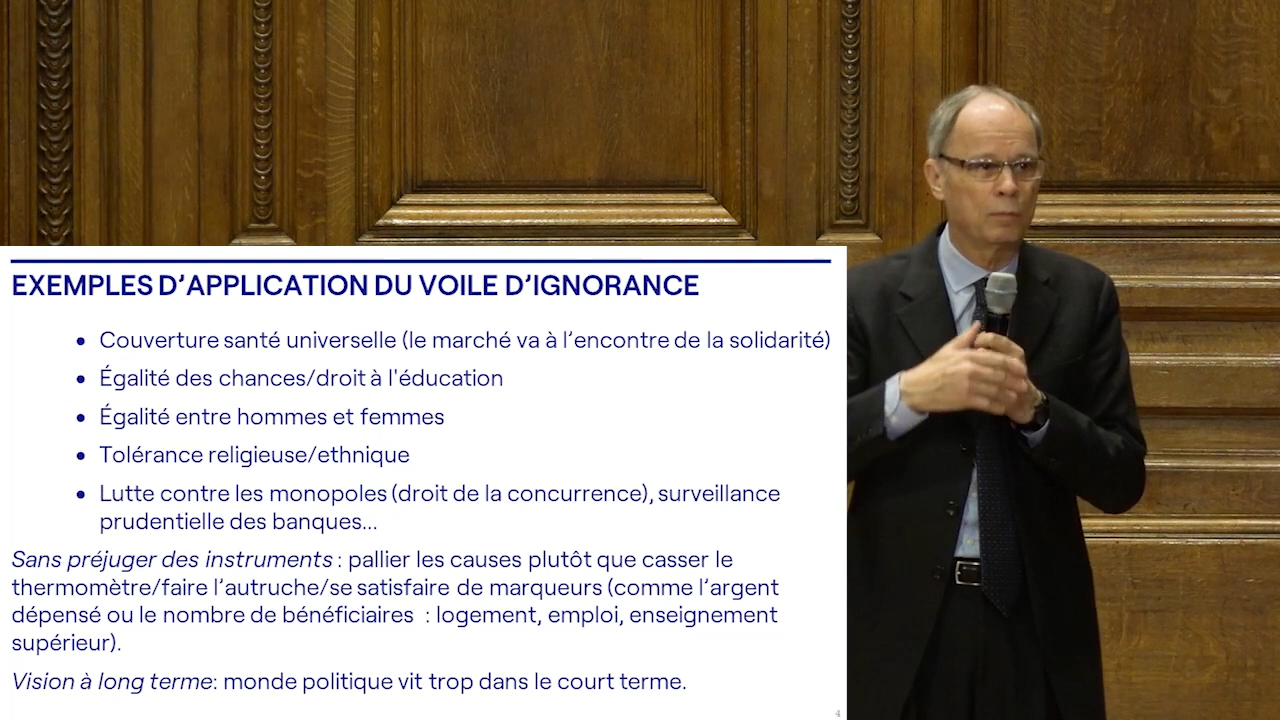 EXEMPLES D’APPLICATION DU VOILE D’IGNORANCE
• Couverture santé universelle (le marché va à l’encontre de la solidarité)
• Égalité des chances/droit à l'éducation
• Égalité entre hommes et femmes
• Tolérance religieuse/ethnique
• Lutte contre les monopoles (droit de la concurrence), surveillance
prudentielle des banques...
Sans préjuger des instruments : pallier les causes plutôt que casser le
thermomètre/faire l’autruche/se satisfaire de marqueurs (comme l’argent
dépensé ou le nombre de bénéficiaires : logement, emploi, enseignement
supérieur).
Vision à long terme: monde politique vit trop dans le court terme.
4